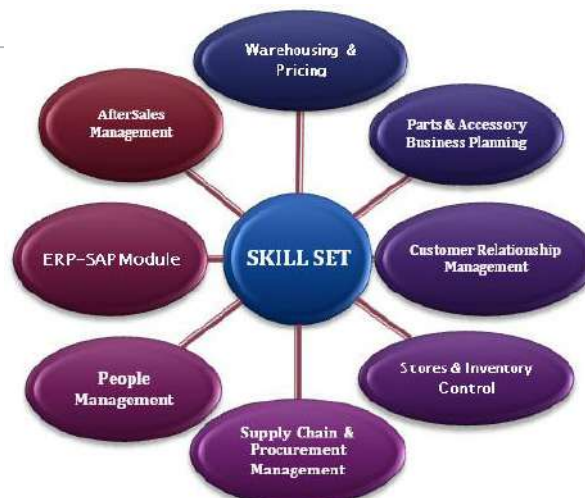 Warehousing &
Pricing
AfterSales
Management
Parts & Accessory
Business Planning
ERP-SAP Module
SKILL SET
Customer Relationship
Management
People
Management
Stores & Inventory
Control
Supply Chain &
Procurement
Management